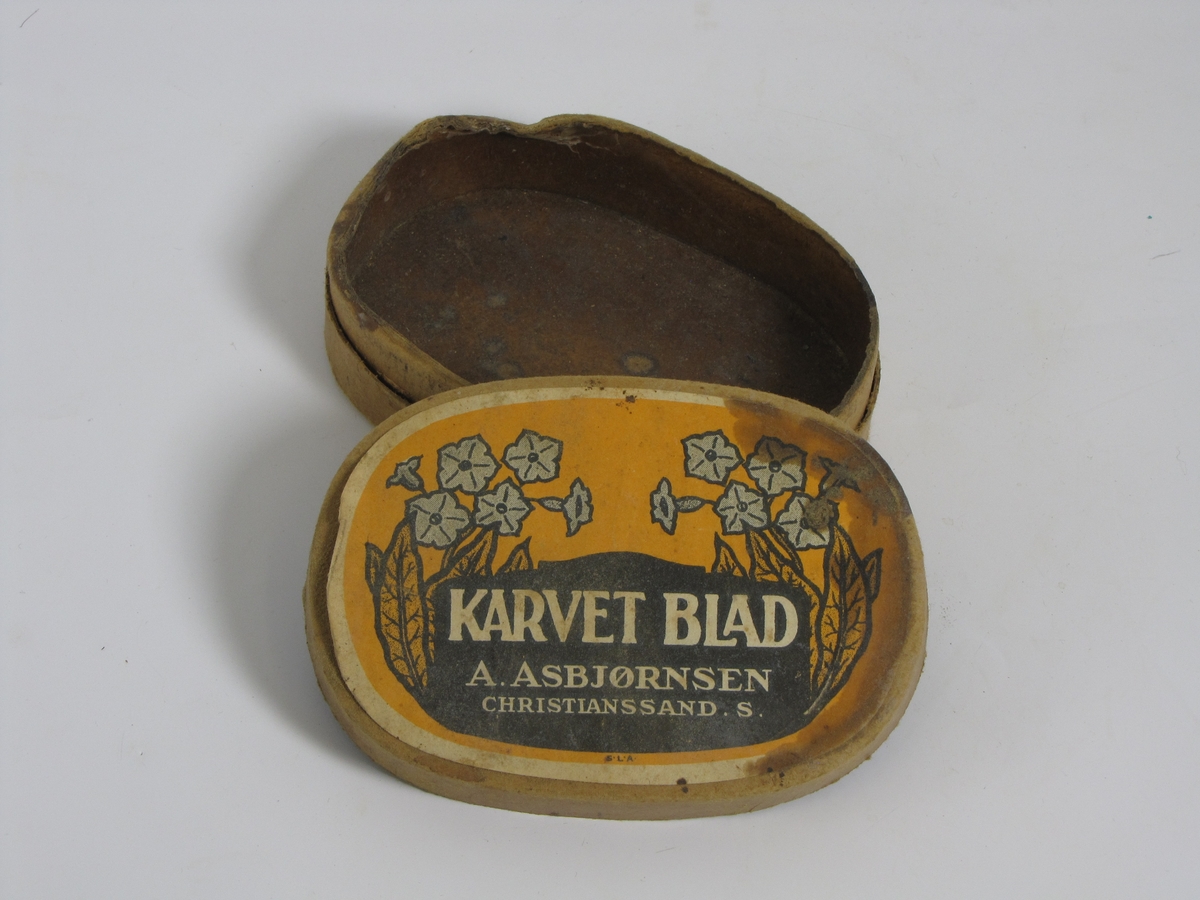 KARVET BLAD
A. ASBJØRNSEN
CHRISTIANSSAND. S.
S.L.A